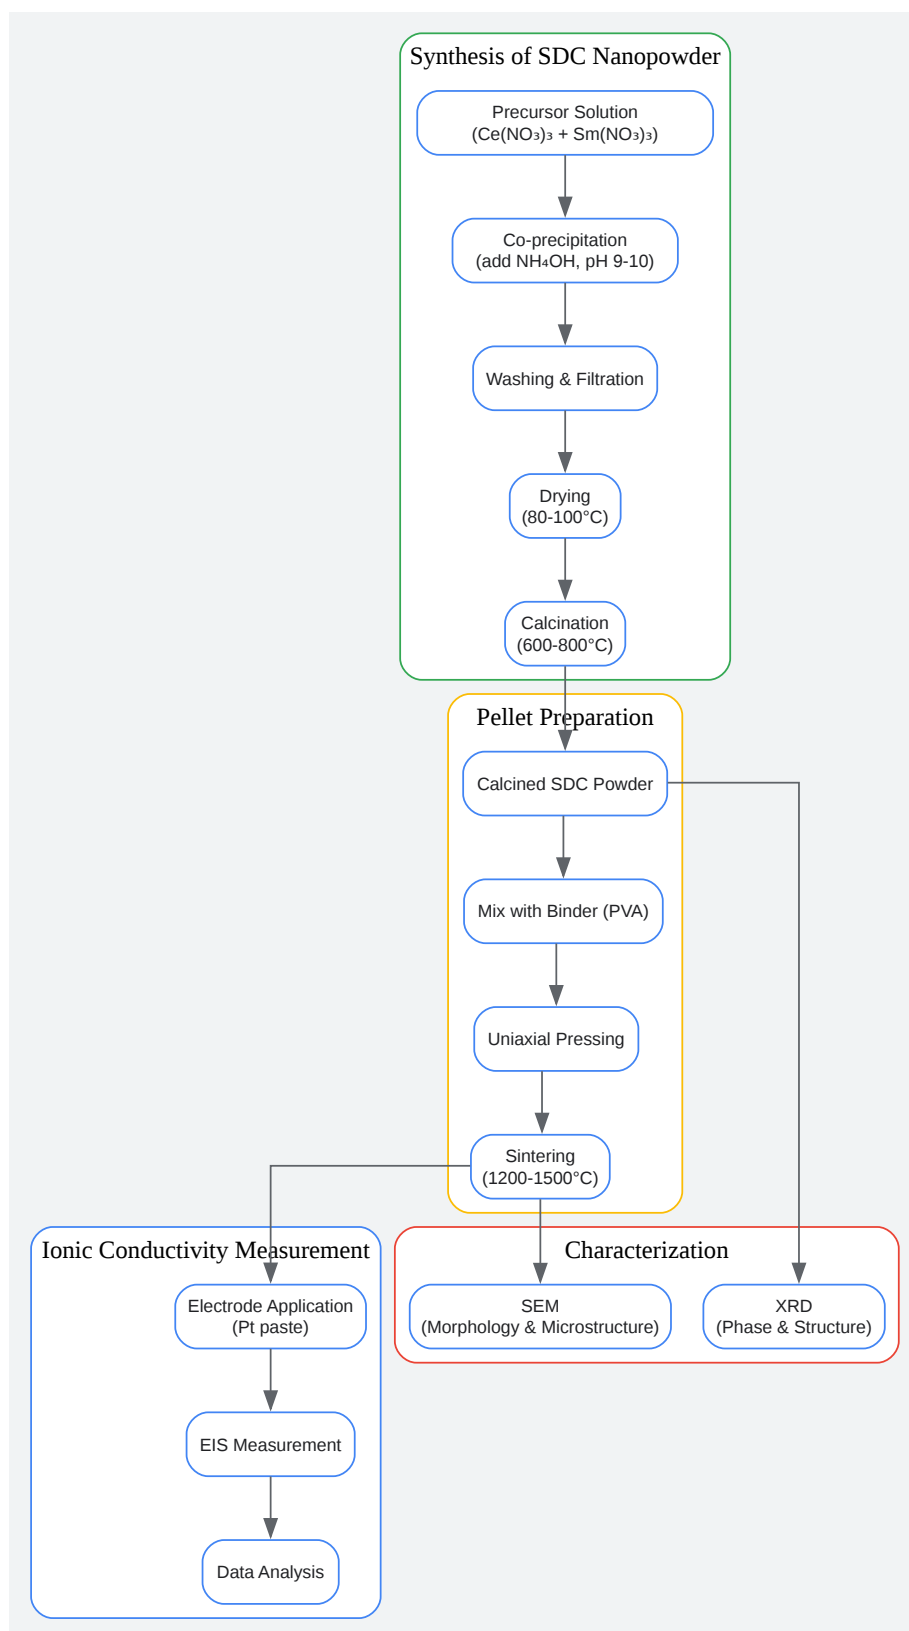 Synthesis of SDC Nanopowder
Precursor Solution
(Ce(NO₃)₃ + Sm(NO₃)₃)
Co-precipitation
(add NH₄OH, pH 9-10)
Washing & Filtration
Drying
(80-100°C)
Calcination
(600-800°C)
Pellet Preparation
Calcined SDC Powder
Mix with Binder (PVA)
Uniaxial Pressing
Sintering
(1200-1500°C)
Ionic Conductivity Measurement
Electrode Application
(Pt paste)
EIS Measurement
Data Analysis
Characterization
SEM
(Morphology & Microstructure)
XRD
(Phase & Structure)